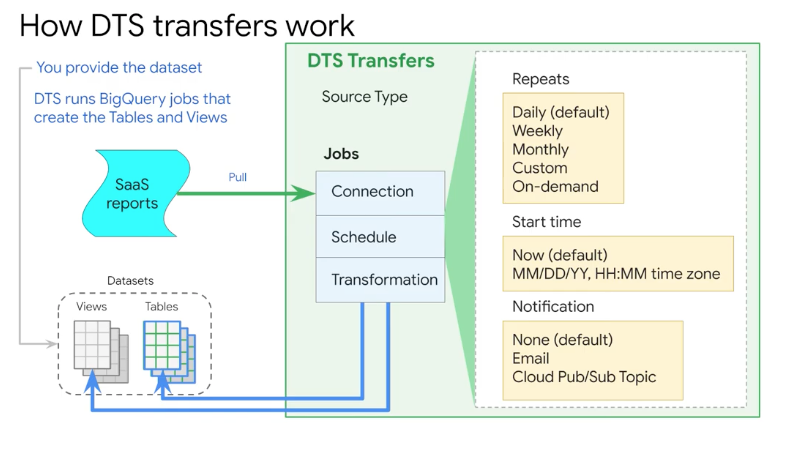 How DTS transfers work
You provide the dataset
DTS runs BigQuery jobs that
create the Tables and Views
SaaS
reports
Pull
Datasets
Views
Tables
DTS Transfers
Source Type
Jobs
Connection
Schedule
Transformation
Repeats
Daily (default)
Weekly
Monthly
Custom
On-demand
Start time
Now (default)
MM/DD/YY, HH:MM time zone
Notification
None (default)
Email
Cloud Pub/Sub Topic